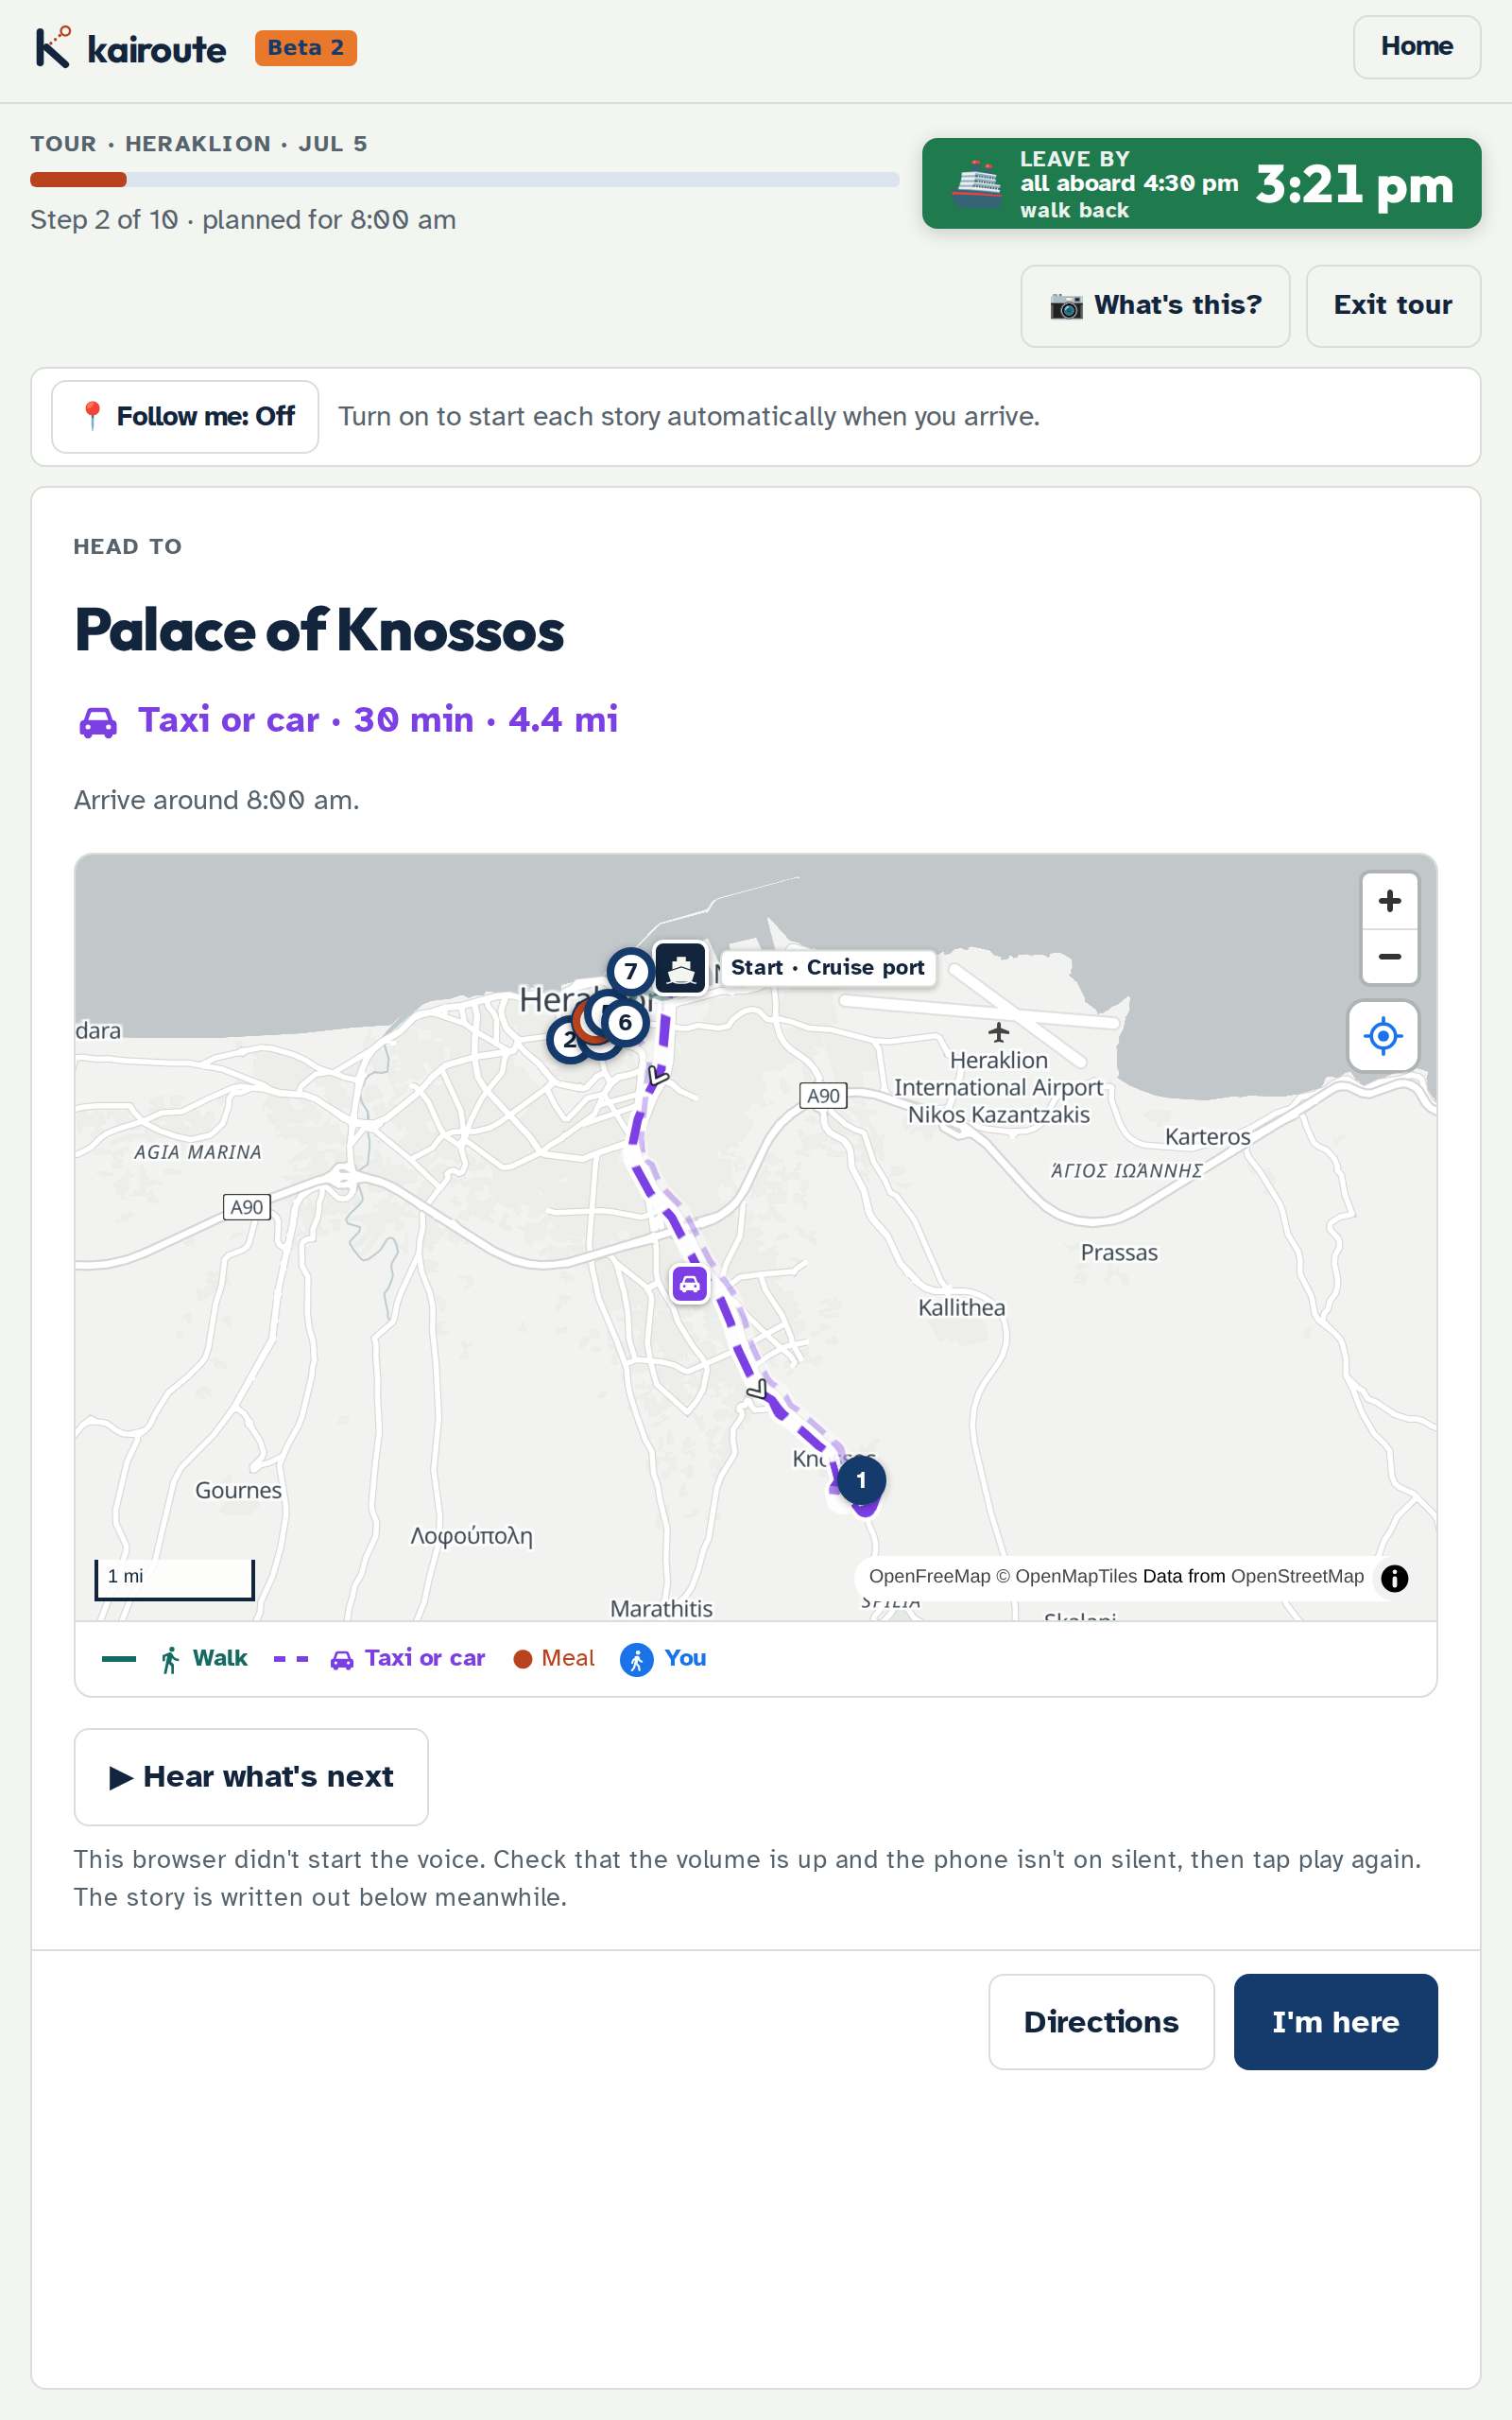 kairoute
Beta 2
Home
TOUR · HERAKLION · JUL 5
Step 2 of 10 · planned for 8:00 am
LEAVE BY
all aboard 4:30 pm
walk back
3:21 pm
What's this?
Exit tour
Follow me: Off
Turn on to start each story automatically when you arrive.
HEAD TO
Palace of Knossos
Taxi or car · 30 min · 4.4 mi
Arrive around 8:00 am.
7
Start · Cruise port
2
6
dara
A90
Heraklion
International Airport
Nikos Kazantzakis
Karteros
AGIA MARINA
ΆΓΙΟΣ ΙΩΆΝΝΗΣ
A90
Prassas
Kallithea
1
Gournes
Λοφούπολη
1 mi
OpenFreeMap © OpenMapTiles Data from OpenStreetMap
Marathitis
Walk
Taxi or car
Meal
You
▶ Hear what's next
This browser didn't start the voice. Check that the volume is up and the phone isn't on silent, then tap play again.
The story is written out below meanwhile.
Directions
I'm here